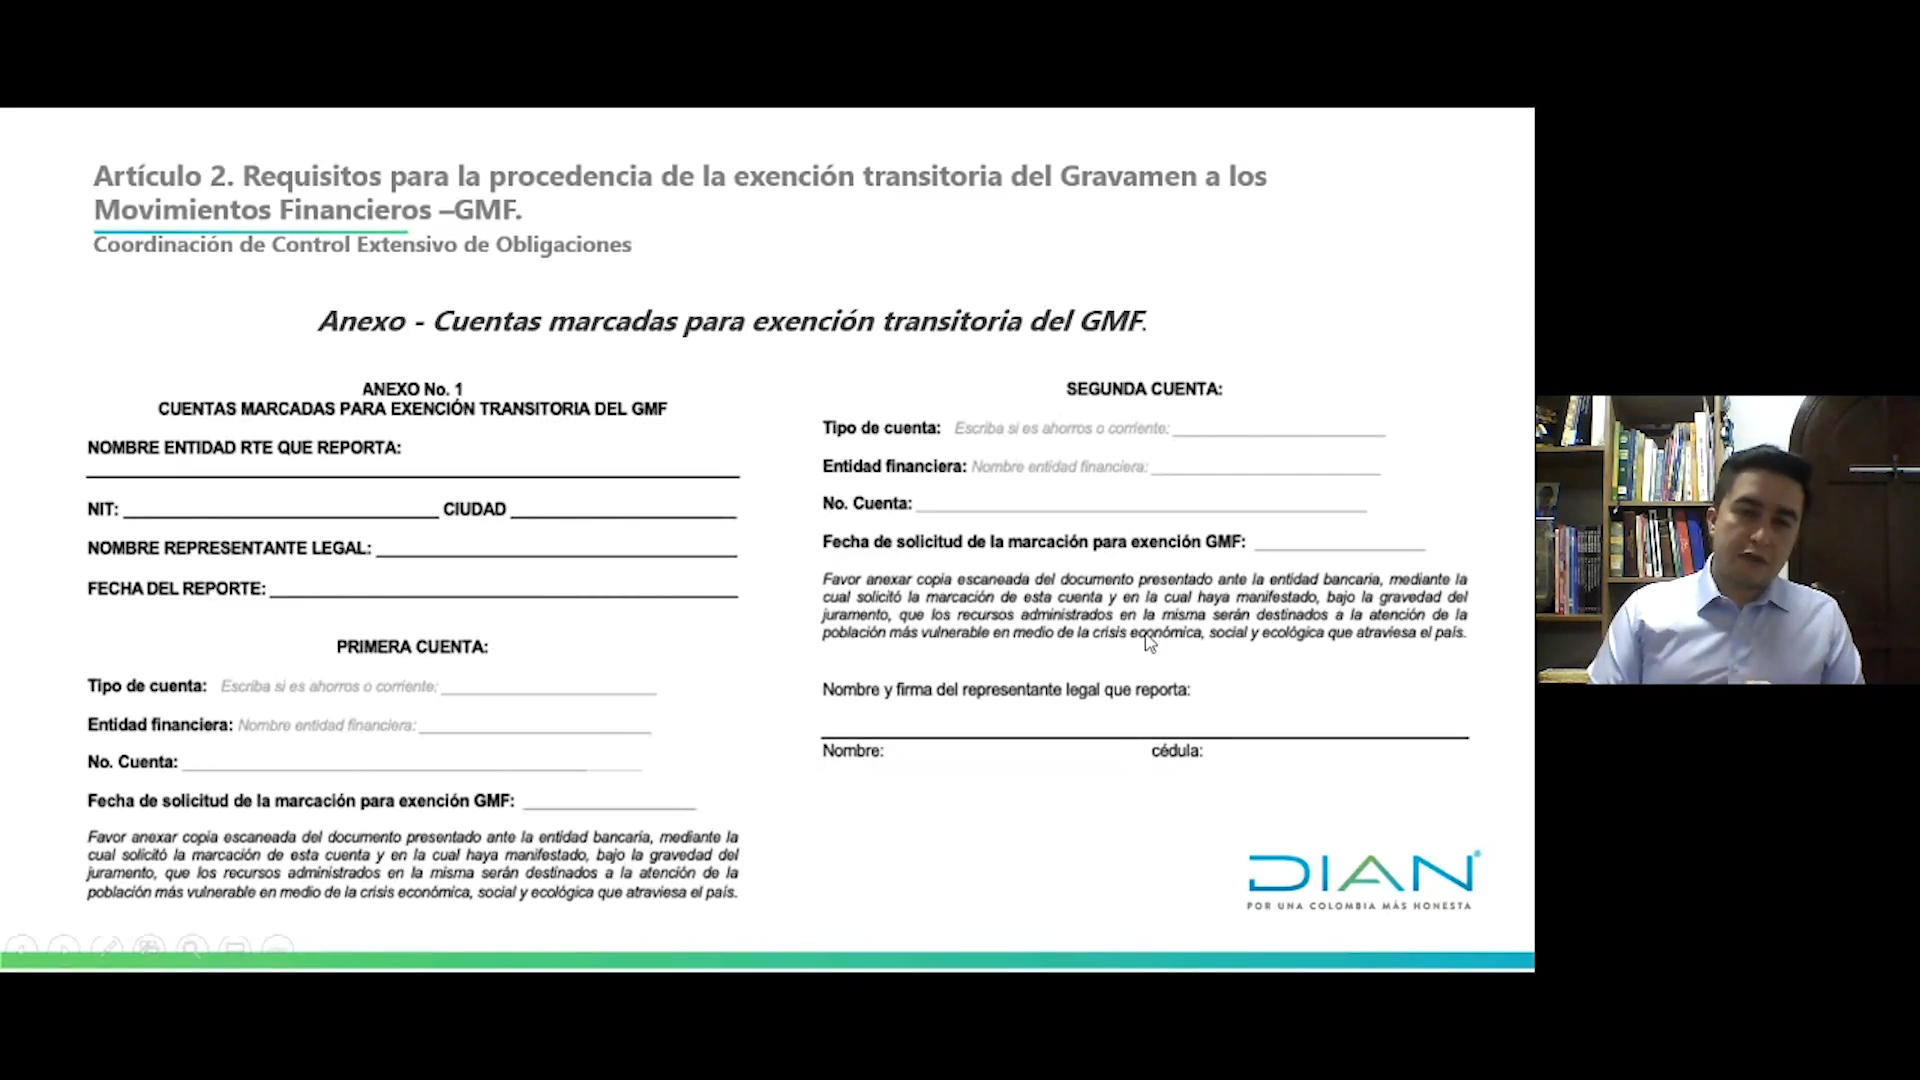 Artículo 2. Requisitos para la procedencia de la exención transitoria del Gravamen a los
Movimientos Financieros –GMF.
Coordinación de Control Extensivo de Obligaciones
Anexo - Cuentas marcadas para exención transitoria del GMF.
ANEXO No. 1
CUENTAS MARCADAS PARA EXENCIÓN TRANSITORIA DEL GMF
NOMBRE ENTIDAD RTE QUE REPORTA:
NIT: CIUDAD
NOMBRE REPRESENTANTE LEGAL:
FECHA DEL REPORTE:
PRIMERA CUENTA:
Tipo de cuenta: Escriba si es ahorros o corriente:
Entidad financiera: Nombre entidad financiera:
No. Cuenta:
Fecha de solicitud de la marcación para exención GMF:
Favor anexar copia escaneada del documento presentado ante la entidad bancaria, mediante la
cual solicitó la marcación de esta cuenta y en la cual haya manifestado, bajo la gravedad del
juramento, que los recursos administrados en la misma serán destinados a la atención de la
población más vulnerable en medio de la crisis económica, social y ecológica que atraviesa el país.
SEGUNDA CUENTA:
Tipo de cuenta: Escriba si es ahorros o corriente:
Entidad financiera: Nombre entidad financiera:
No. Cuenta:
Fecha de solicitud de la marcación para exención GMF:
Favor anexar copia escaneada del documento presentado ante la entidad bancaria, mediante la
cual solicitó la marcación de esta cuenta y en la cual haya manifestado, bajo la gravedad del
juramento, que los recursos administrados en la misma serán destinados a la atención de la
población más vulnerable en medio de la crisis económica, social y ecológica que atraviesa el país.
Nombre y firma del representante legal que reporta:
Nombre: cédula:
DIAN®
POR UNA COLOMBIA MÁS HONESTA